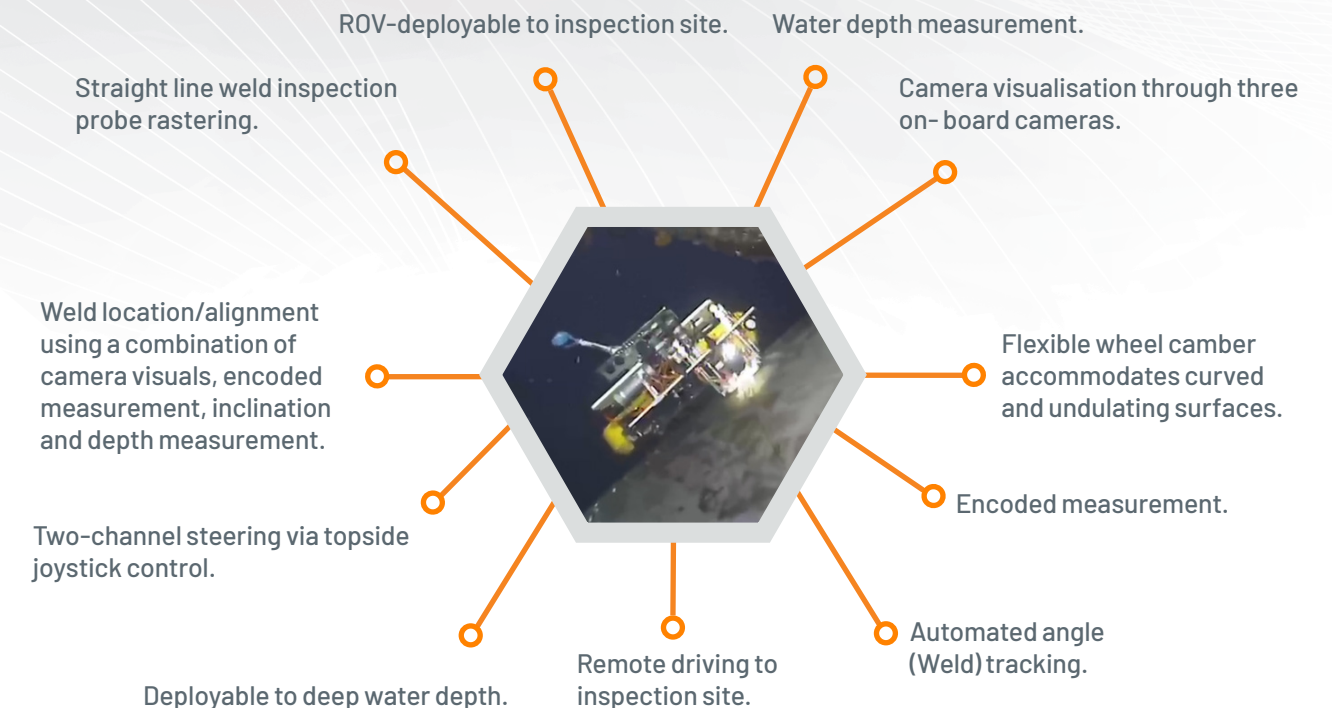 ROV-deployable to inspection site.
Water depth measurement.
Straight line weld inspection
probe rastering.
Camera visualisation through three
on- board cameras.
Weld location/alignment
using a combination of
camera visuals, encoded
measurement, inclination
and depth measurement.
Flexible wheel camber
accommodates curved
and undulating surfaces.
Encoded measurement.
Two-channel steering via topside
joystick control.
Automated angle
(Weld) tracking.
Remote driving to
inspection site.
Deployable to deep water depth.